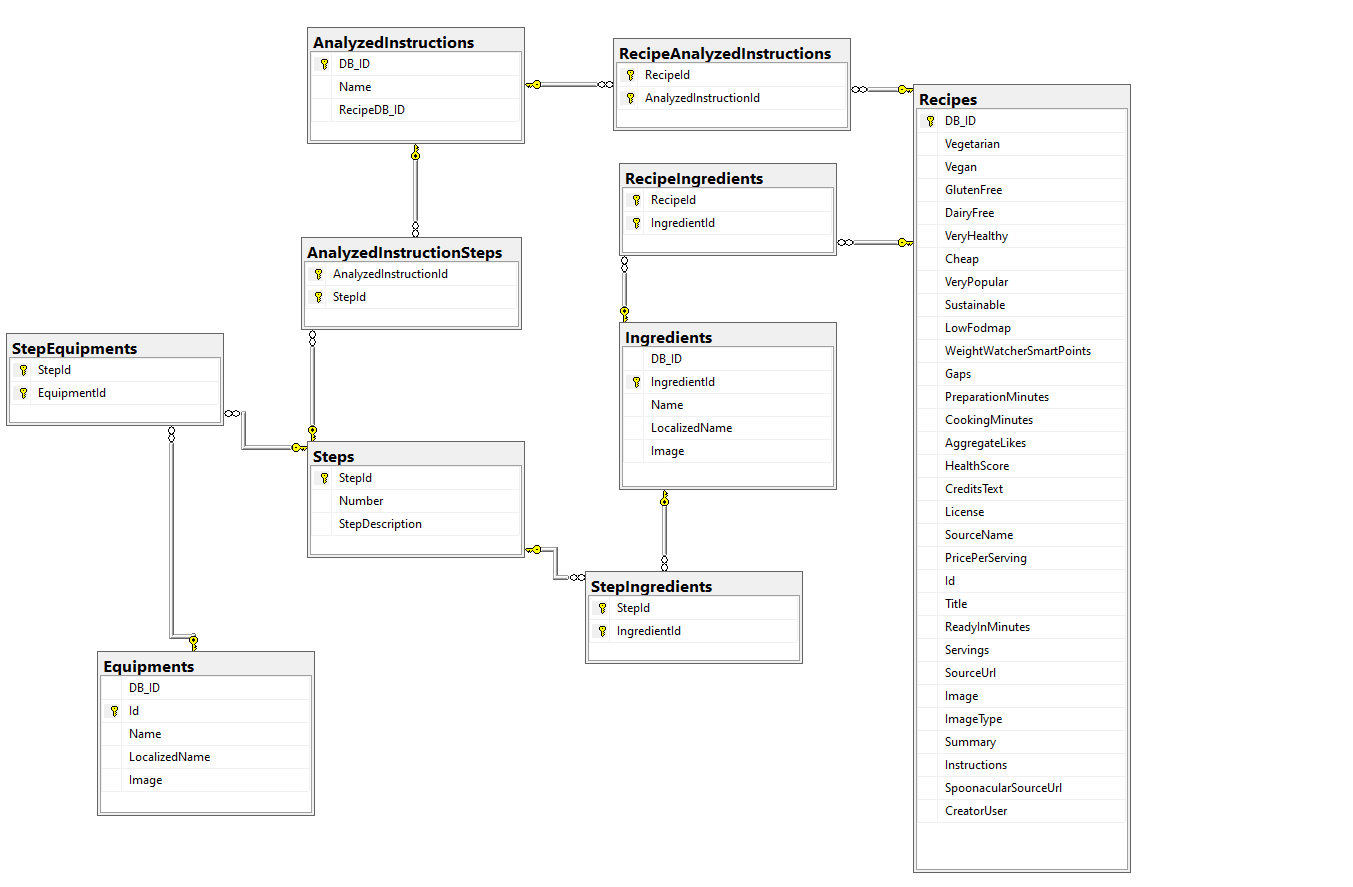 AnalyzedInstructions
DB_ID
Name
RecipeDB_ID
RecipeAnalyzedInstructions
RecipeId
AnalyzedInstructionId
Recipes
DB_ID
Vegetarian
Vegan
GlutenFree
DairyFree
VeryHealthy
Cheap
VeryPopular
Sustainable
LowFodmap
WeightWatcherSmartPoints
Gaps
PreparationMinutes
CookingMinutes
AggregateLikes
HealthScore
CreditsText
License
SourceName
PricePerServing
Id
Title
ReadyInMinutes
Servings
SourceUrl
Image
ImageType
Summary
Instructions
SpoonacularSourceUrl
CreatorUser
RecipeIngredients
RecipeId
IngredientId
AnalyzedInstructionSteps
AnalyzedInstructionId
StepId
Ingredients
DB_ID
IngredientId
Name
LocalizedName
Image
StepEquipments
StepId
EquipmentId
Steps
StepId
Number
StepDescription
StepIngredients
StepId
IngredientId
Equipments
DB_ID
Id
Name
LocalizedName
Image